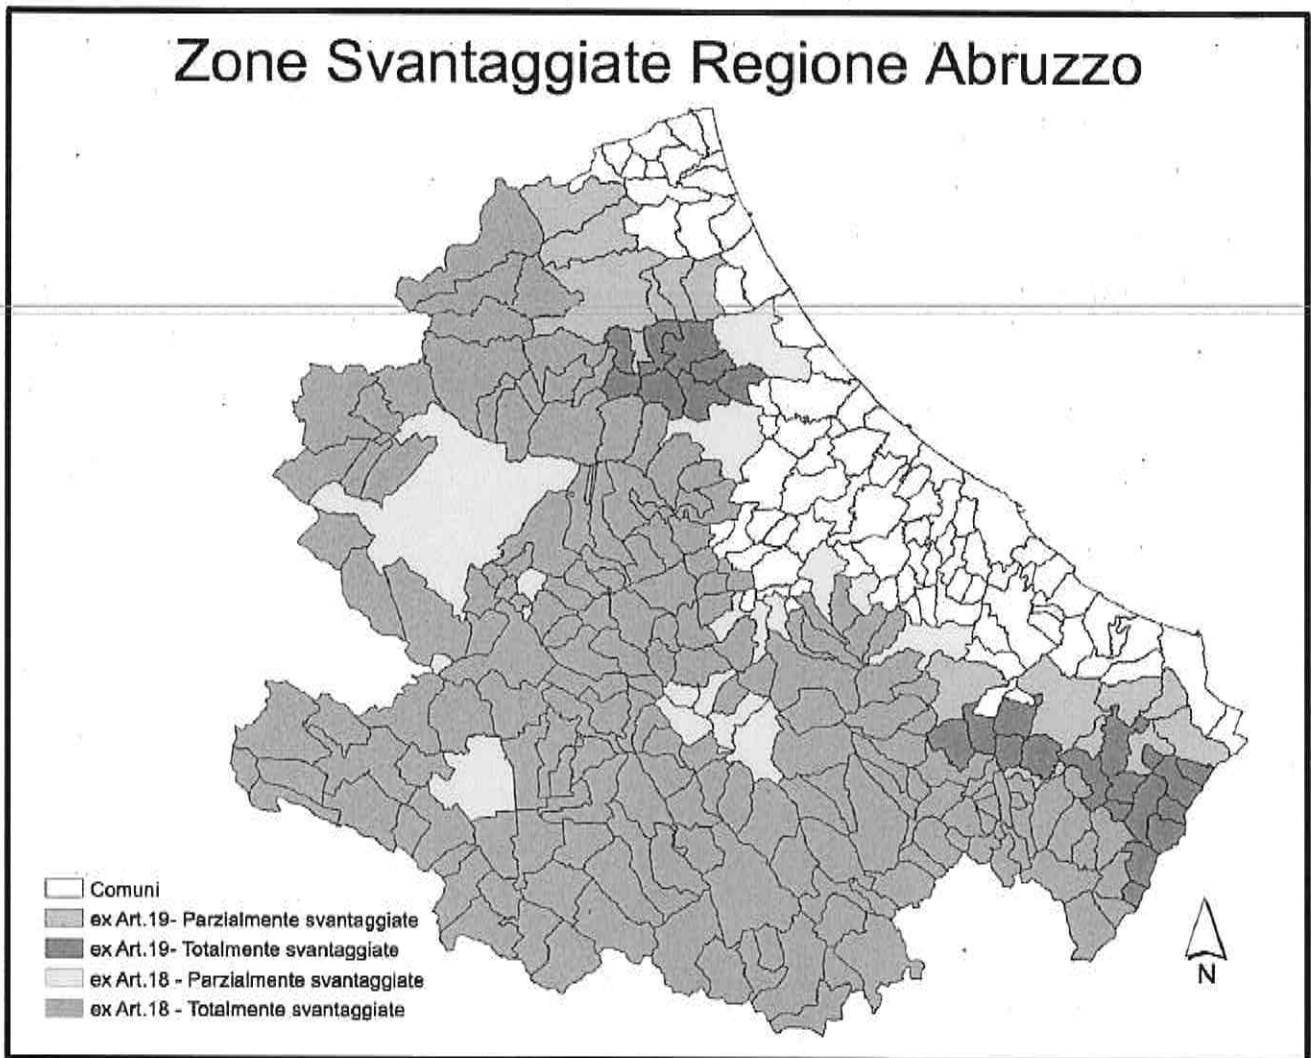 Zone Svantaggiate Regione Abruzzo
Comuni
ex Art.19- Parzialmente svantaggiate
ex Art.19- Totalmente svantaggiate
ex Art.18 - Parzialmente svantaggiate
ex Art.18 - Totalmente svantaggiate
N